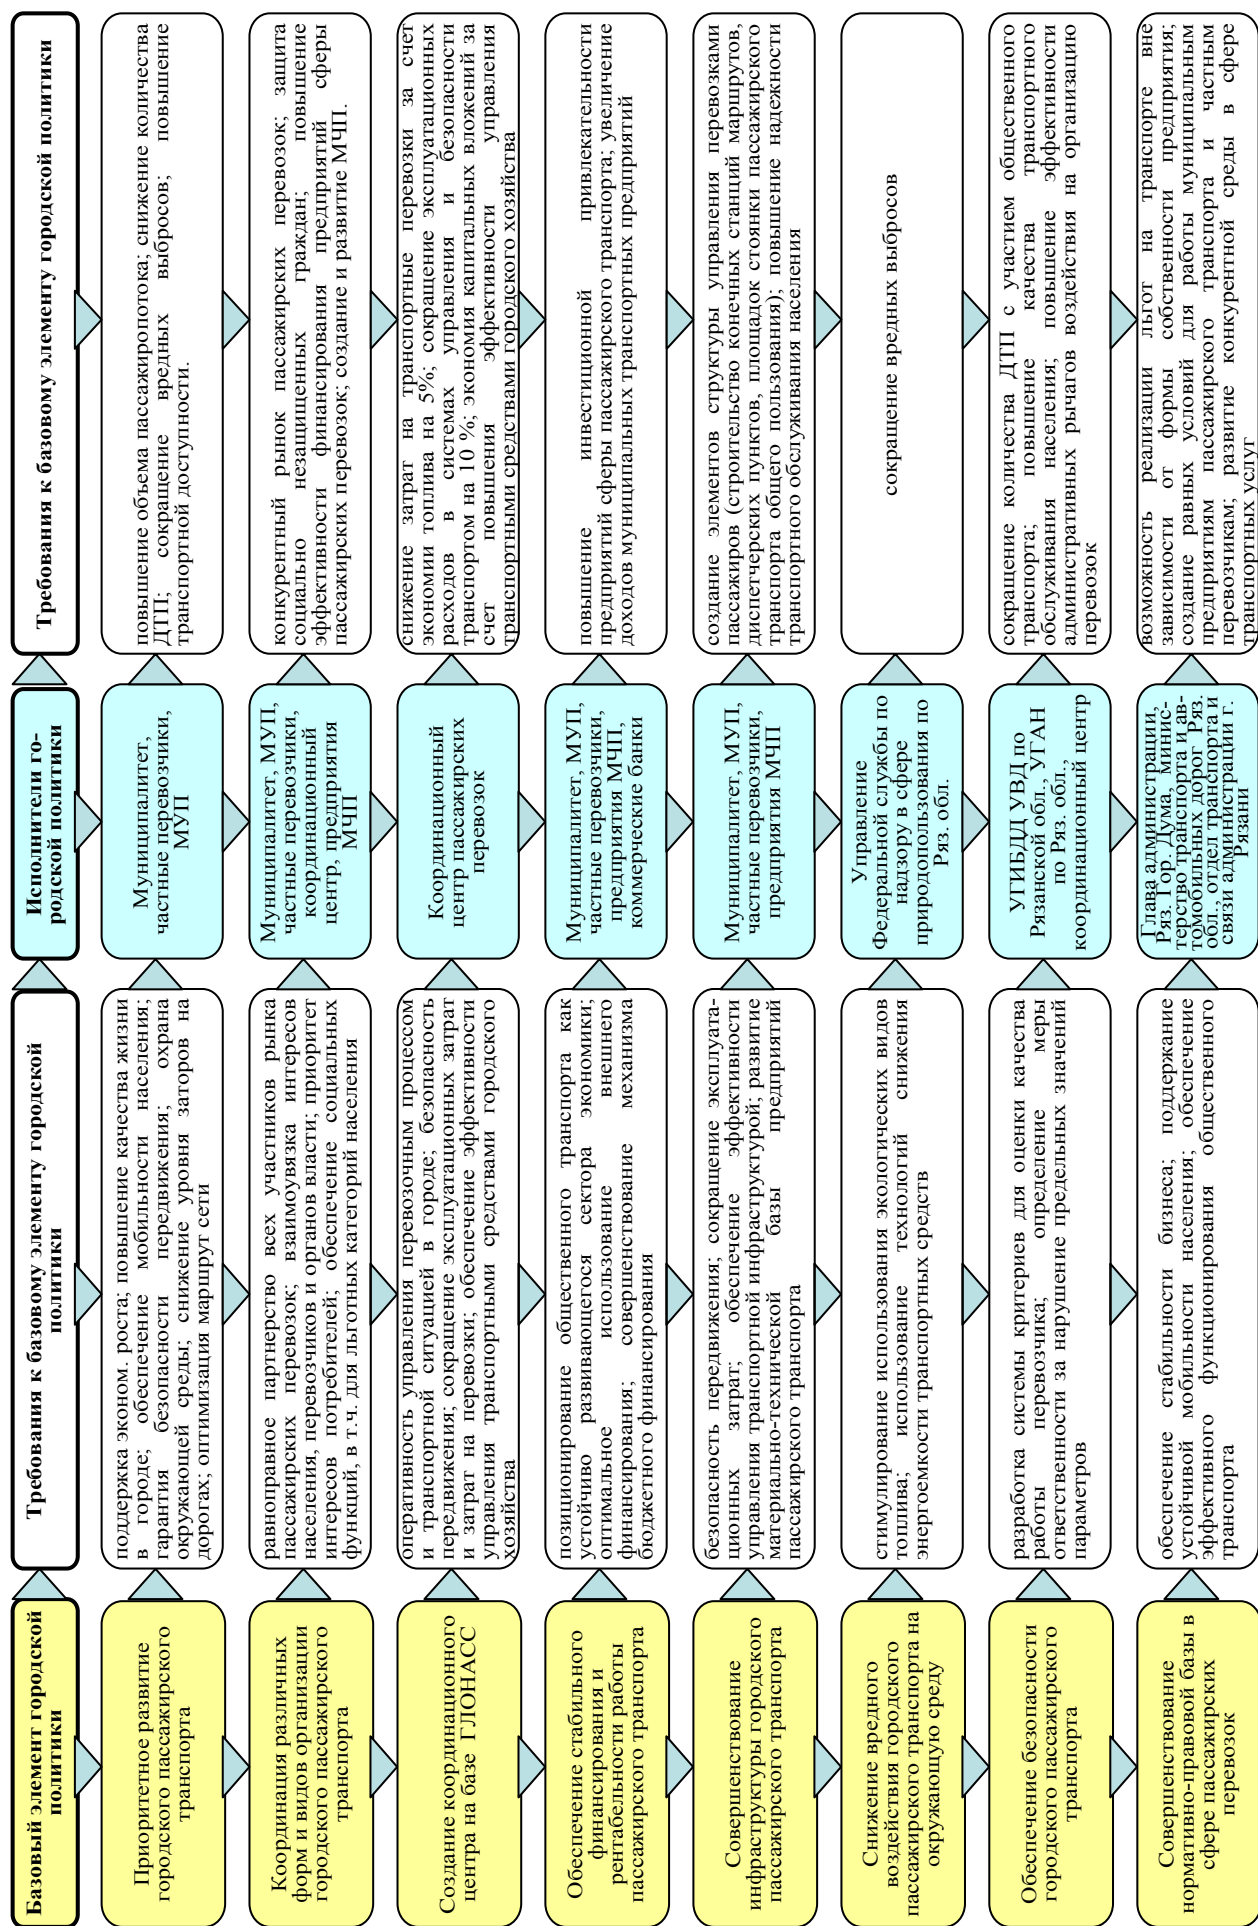 Базовый элемент городской
политики
Требования к базовому элементу городской
политики
Исполнители го-
родской политики
Требования к базовому элементу городской политики
Приоритетное развитие
городского пассажирского
транспорта
поддержка эконом. роста; повышение качества жизни
в городе; обеспечение мобильности населения;
гарантия безопасности передвижения; охрана
окружающей среды; снижение уровня заторов на
дорогах; оптимизация маршрут сети
Муниципалитет,
частные перевозчики,
МУП
повышение объема пассажиропотока; снижение количества
ДТП; сокращение вредных выбросов; повышение
транспортной доступности.
Координация различных
форм и видов организации
городского пассажирского
транспорта
равноправное партнерство всех участников рынка
пассажирских перевозок; взаимоувязка интересов
населения, перевозчиков и органов власти; приоритет
интересов потребителей; обеспечение социальных
функций, в т.ч. для льготных категорий населения
Муниципалитет, МУП,
частные перевозчики,
координационный
центр, предприятия
МЧП
конкурентный рынок пассажирских перевозок; защита
социально незащищенных граждан; повышение
эффективности финансирования предприятий сферы
пассажирских перевозок; создание и развитие МЧП.
Создание координационного
центра на базе ГЛОНАСС
оперативность управления перевозочным процессом
и транспортной ситуацией в городе; безопасность
передвижения; сокращение эксплуатационных затрат
и затрат на перевозки; обеспечение эффективности
управления транспортными средствами городского
хозяйства
Координационный
центр пассажирских
перевозок
снижение затрат на транспортные перевозки за счет
экономии топлива на 5%; сокращение эксплуатационных
расходов в системах управления и безопасности
транспортом на 10 %; экономия капитальных вложений за
счет повышения эффективности управления
транспортными средствами городского хозяйства
Обеспечение стабильного
финансирования и
рентабельности работы
пассажирского транспорта
позиционирование общественного транспорта как
устойчиво развивающегося сектора экономики;
оптимальное использование внешнего
финансирования; совершенствование механизма
бюджетного финансирования
Муниципалитет, МУП,
частные перевозчики,
предприятия МЧП,
коммерческие банки
повышение инвестиционной привлекательности
предприятий сферы пассажирского транспорта; увеличение
доходов муниципальных транспортных предприятий
Совершенствование
инфраструктуры городского
пассажирского транспорта
безопасность передвижения; сокращение эксплуата-
ционных затрат; обеспечение эффективности
управления транспортной инфраструктурой; развитие
материально-технической базы предприятий
пассажирского транспорта
Муниципалитет, МУП,
частные перевозчики,
предприятия МЧП
создание элементов структуры управления перевозками
пассажиров (строительство конечных станций маршрутов,
диспетчерских пунктов, площадок стоянки пассажирского
транспорта общего пользования); повышение надежности
транспортного обслуживания населения
Снижение вредного
воздействия городского
пассажирского транспорта на
окружающую среду
стимулирование использования экологических видов
топлива; использование технологий снижения
энергоемкости транспортных средств
Управление
Федеральной службы по
надзору в сфере
природопользования по
Ряз. обл.
сокращение вредных выбросов
Обеспечение безопасности
городского пассажирского
транспорта
разработка системы критериев для оценки качества
работы перевозчика; определение меры
ответственности за нарушение предельных значений
параметров
УГИБДД УВД по
Рязанской обл., УГАН
по Ряз. обл.,
координационный центр
сокращение количества ДТП с участием общественного
транспорта; повышение качества транспортного
обслуживания населения; повышение эффективности
административных рычагов воздействия на организацию
перевозок
Совершенствование
нормативно-правовой базы в
сфере пассажирских
перевозок
обеспечение стабильности бизнеса; поддержание
устойчивой мобильности населения; обеспечение
эффективного функционирования общественного
транспорта
Глава администрации,
Ряз. Гор. Дума, минис-
терство транспорта и ав-
томобильных дорог Ряз.
обл., отдел транспорта и
связи администрации г.
Рязани
возможность реализации льгот на транспорте вне
зависимости от формы собственности предприятия;
создание равных условий для работы муниципальным
предприятиям пассажирского транспорта и частным
перевозчикам; развитие конкурентной среды в сфере
транспортных услуг